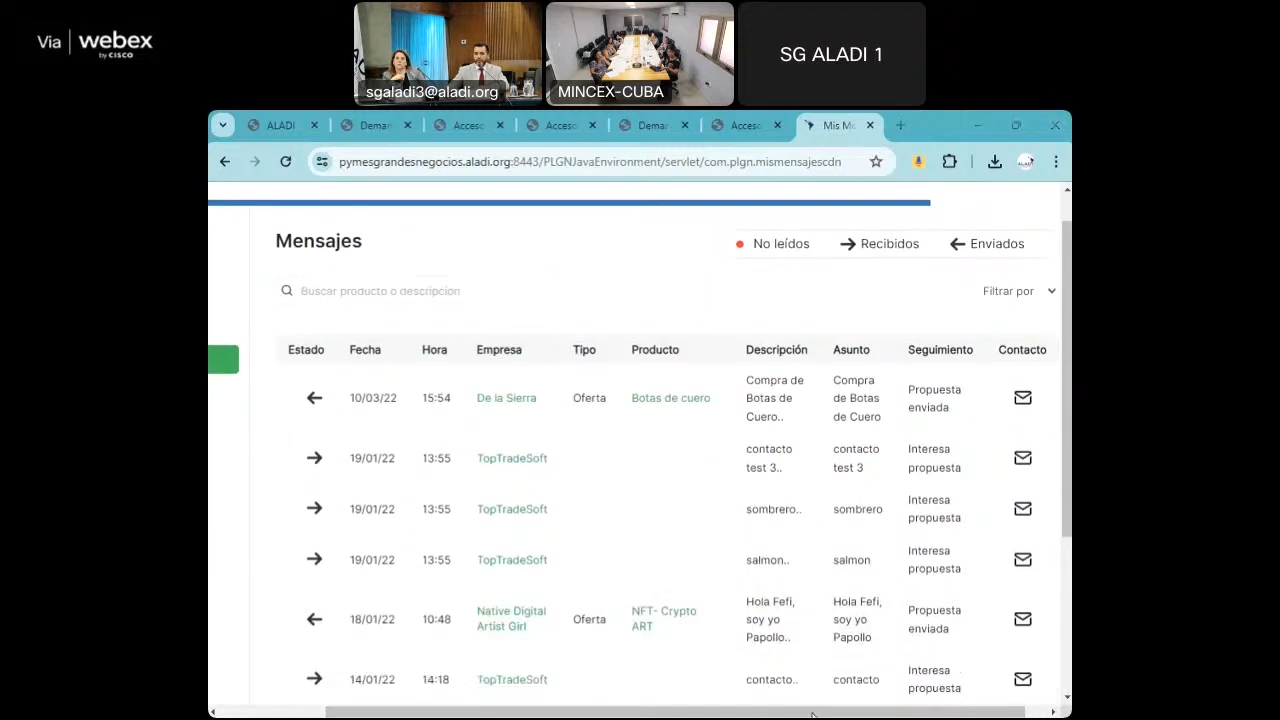 Via webex
by CISCO
sgaladi3@aladi.org
MINCEX-CUBA
SG ALADI 1
ALADI
Deman
Acceso
Acceso
Deman
Acceso
Mis Me
pymesgrandesnegocios.aladi.org:8443/PLGNJavaEnvironment/servlet/com.plgn.mismensajescdn
Mensajes
No leídos
Recibidos
Enviados
Buscar producto o descripcion
Filtrar por
Estado Fecha Hora Empresa Tipo Producto Descripción Asunto Seguimiento Contacto
10/03/22 15:54 De la Sierra Oferta Botas de cuero
Compra de
Botas de
Cuero..
Compra
de Botas
de Cuero
Propuesta
enviada
19/01/22 13:55 TopTradeSoft
contacto
test 3..
contacto
test 3
Interesa
propuesta
19/01/22 13:55 TopTradeSoft
sombrero..
sombrero
Interesa
propuesta
19/01/22 13:55 TopTradeSoft
salmon..
salmon
Interesa
propuesta
18/01/22 10:48
Native Digital
Artist Girl
Oferta
NFT- Crypto
ART
Hola Fefi,
soy yo
Papollo..
Hola Fefi,
soy yo
Papollo
Propuesta
enviada
14/01/22 14:18 TopTradeSoft
contacto..
contacto
Interesa
propuesta